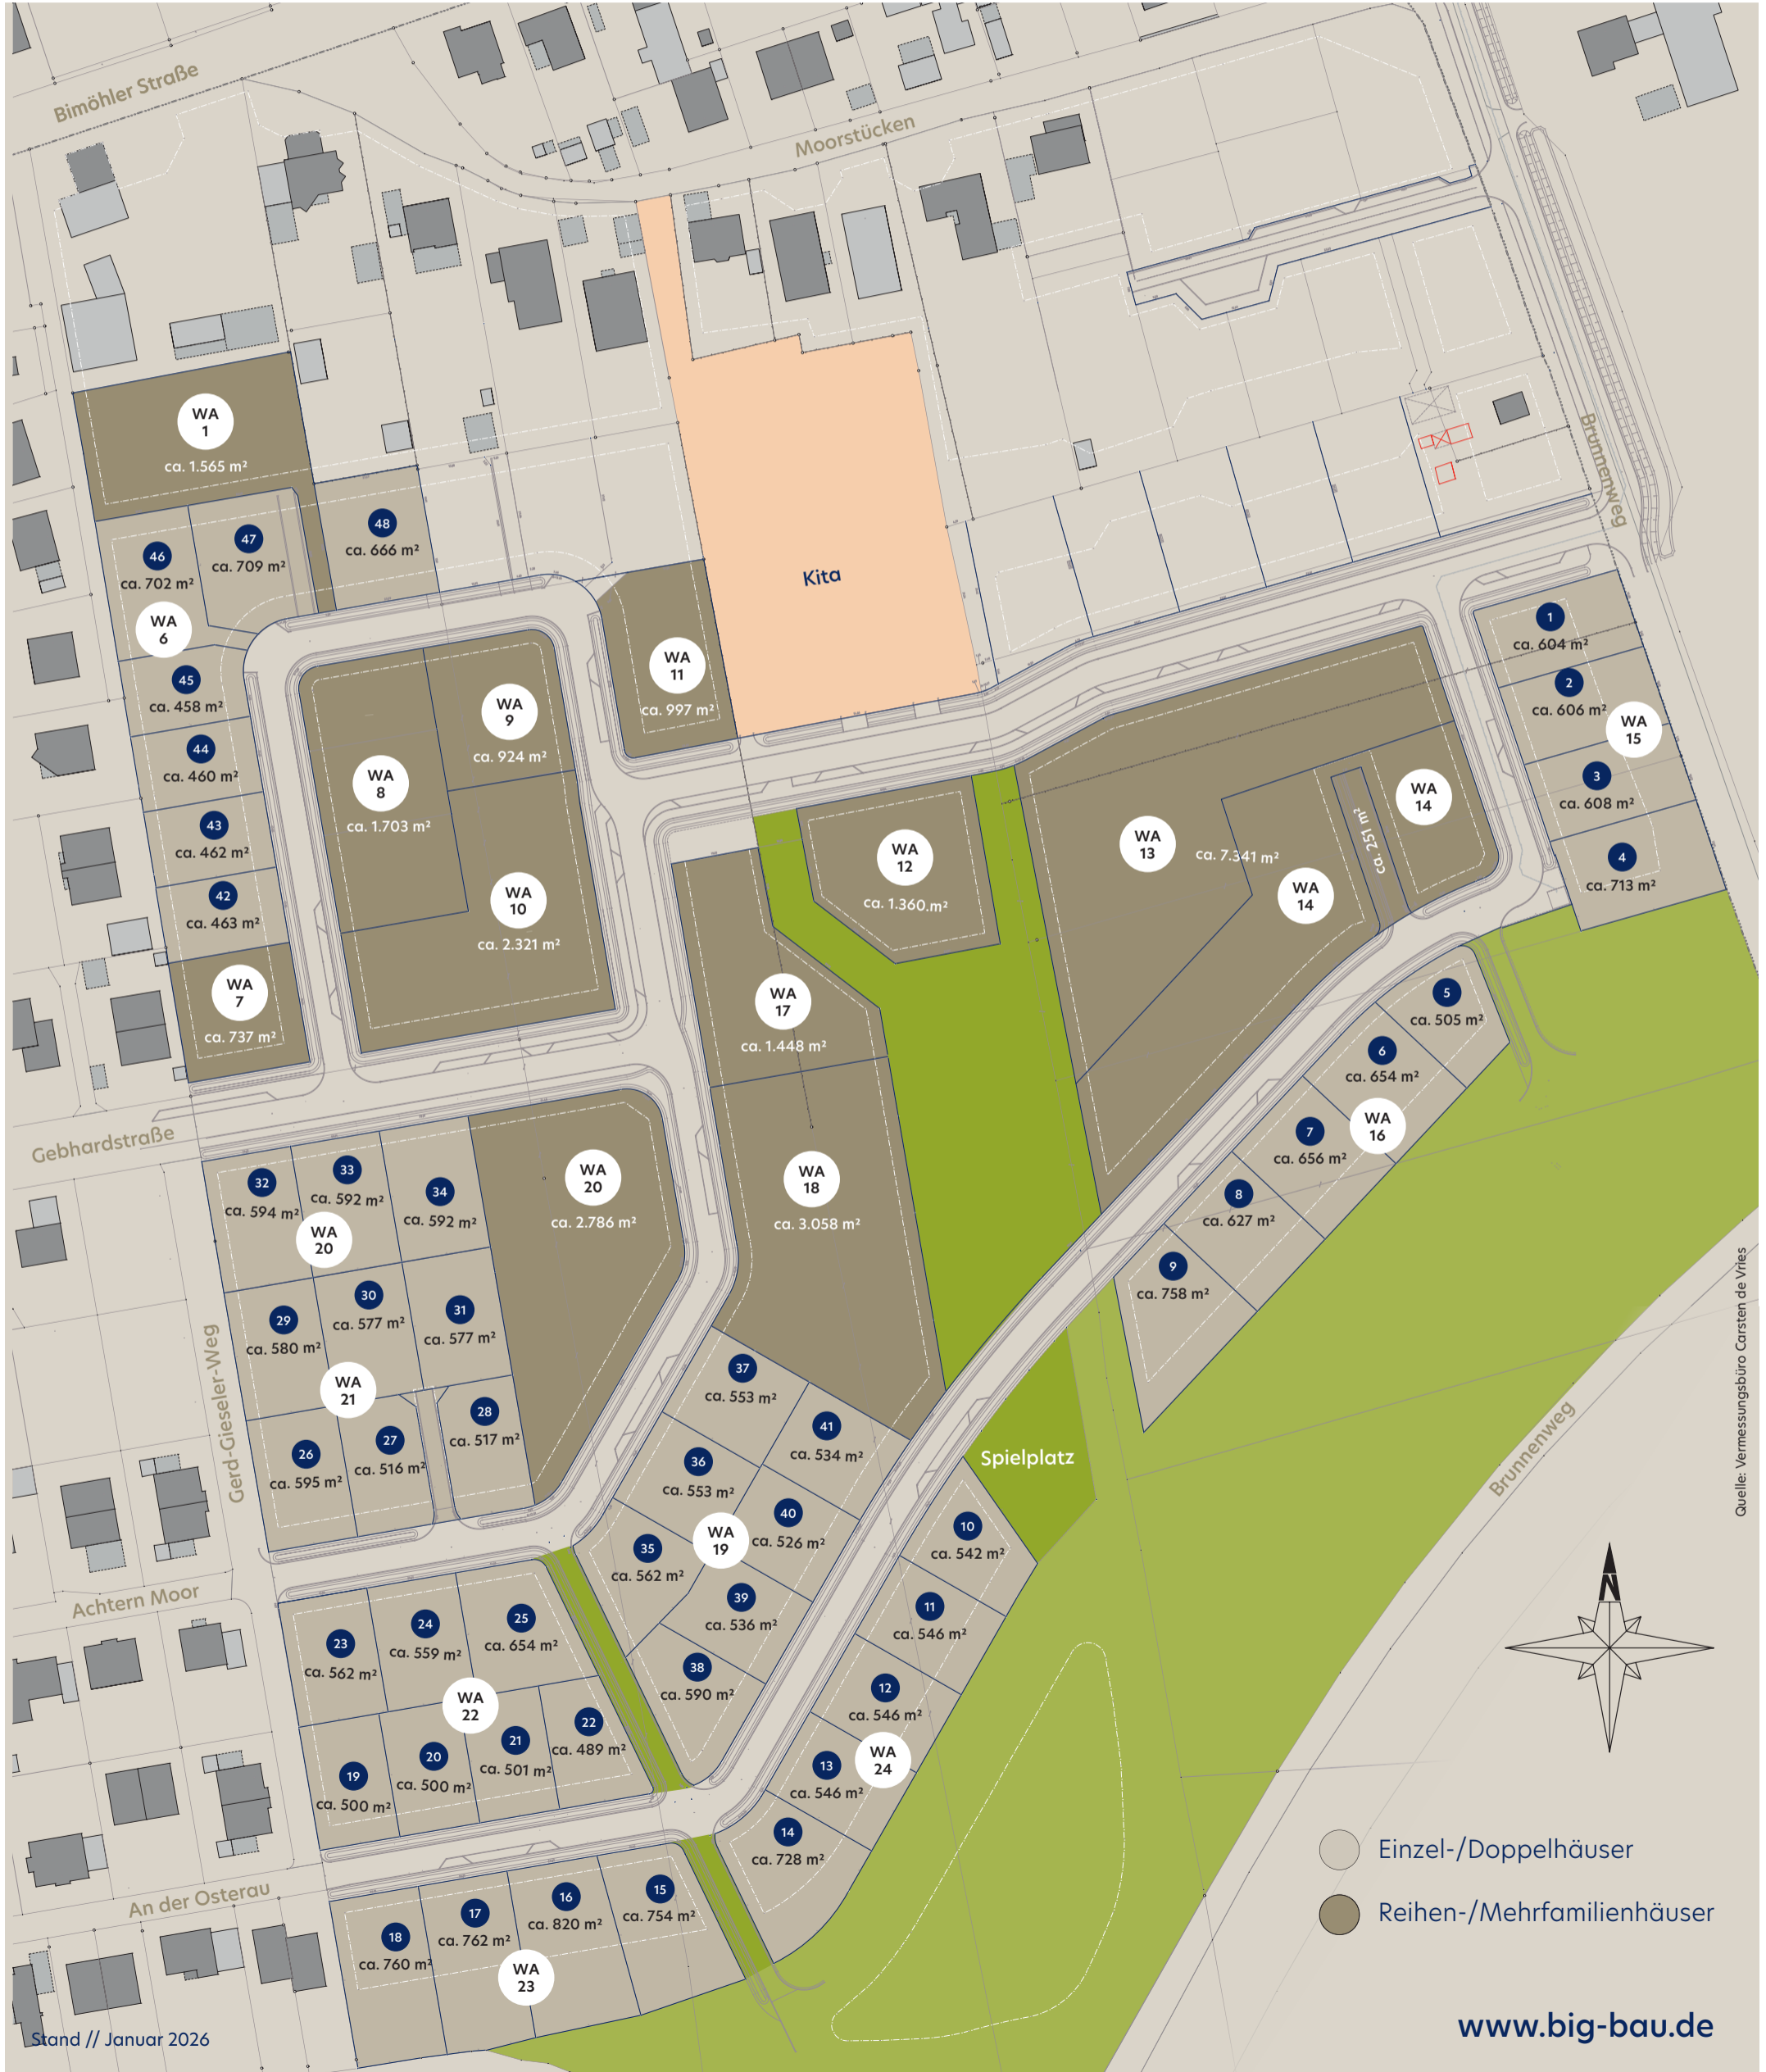 Bimöhler Straße
Moorstücken
Brunnenweg
WA
1
ca. 1.565 m²
46
ca. 702 m²
47
ca. 709 m²
48
ca. 666 m²
WA
6
45
ca. 458 m²
44
ca. 460 m²
43
ca. 462 m²
42
ca. 463 m²
WA
7
ca. 737 m²
WA
8
ca. 1.703 m²
WA
9
ca. 924 m²
WA
10
ca. 2.321 m²
WA
11
ca. 997 m²
Kita
WA
12
ca. 1.360.m²
WA
13
ca. 7.341 m²
WA
14
ca. 251 m²
WA
14
1
ca. 604 m²
2
ca. 606 m²
WA
15
3
ca. 608 m²
4
ca. 713 m²
5
ca. 505 m²
6
ca. 654 m²
WA
16
7
ca. 656 m²
8
ca. 627 m²
9
ca. 758 m²
WA
17
ca. 1.448 m²
WA
18
ca. 3.058 m²
Gebhardstraße
32
ca. 594 m²
33
ca. 592 m²
34
ca. 592 m²
WA
20
WA
20
ca. 2.786 m²
29
ca. 580 m²
30
ca. 577 m²
31
ca. 577 m²
WA
21
26
ca. 595 m²
27
ca. 516 m²
28
ca. 517 m²
Gerd-Gieseler-Weg
37
ca. 553 m²
41
ca. 534 m²
36
ca. 553 m²
40
ca. 526 m²
WA
19
35
ca. 562 m²
39
ca. 536 m²
38
ca. 590 m²
Spielplatz
10
ca. 542 m²
11
ca. 546 m²
12
ca. 546 m²
WA
24
13
ca. 546 m²
14
ca. 728 m²
Achtern Moor
23
ca. 562 m²
24
ca. 559 m²
25
ca. 654 m²
WA
22
19
ca. 500 m²
20
ca. 500 m²
21
ca. 501 m²
22
ca. 489 m²
An der Osterau
18
ca. 760 m²
17
ca. 762 m²
16
ca. 820 m²
15
ca. 754 m²
WA
23
Brunnenweg
Quelle: Vermessungsbüro Carsten de Vries
N
Einzel-/Doppelhäuser
Reihen-/Mehrfamilienhäuser
Stand // Januar 2026
www.big-bau.de